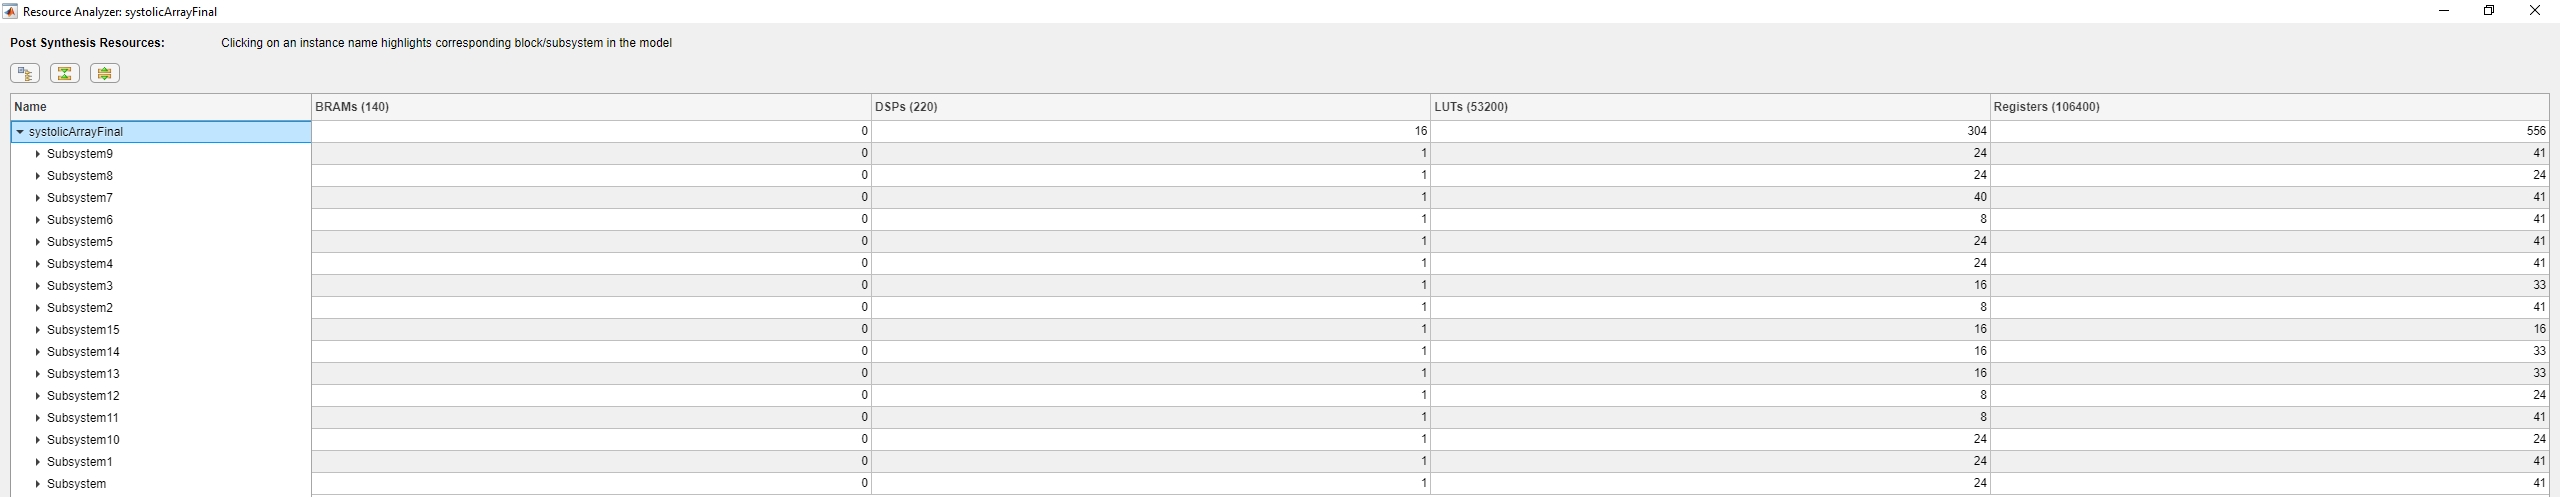 Resource Analyzer: systolicArrayFinal
Post Synthesis Resources: Clicking on an instance name highlights corresponding block/subsystem in the model
Name BRAMs (140) DSPs (220) LUTs (53200) Registers (106400)
systolicArrayFinal 0 16 304 556
Subsystem9 0 1 24 41
Subsystem8 0 1 24 24
Subsystem7 0 1 40 41
Subsystem6 0 1 8 41
Subsystem5 0 1 24 41
Subsystem4 0 1 24 41
Subsystem3 0 1 16 33
Subsystem2 0 1 8 41
Subsystem15 0 1 16 16
Subsystem14 0 1 16 33
Subsystem13 0 1 16 33
Subsystem12 0 1 8 24
Subsystem11 0 1 8 41
Subsystem10 0 1 24 24
Subsystem1 0 1 24 41
Subsystem 0 1 24 41